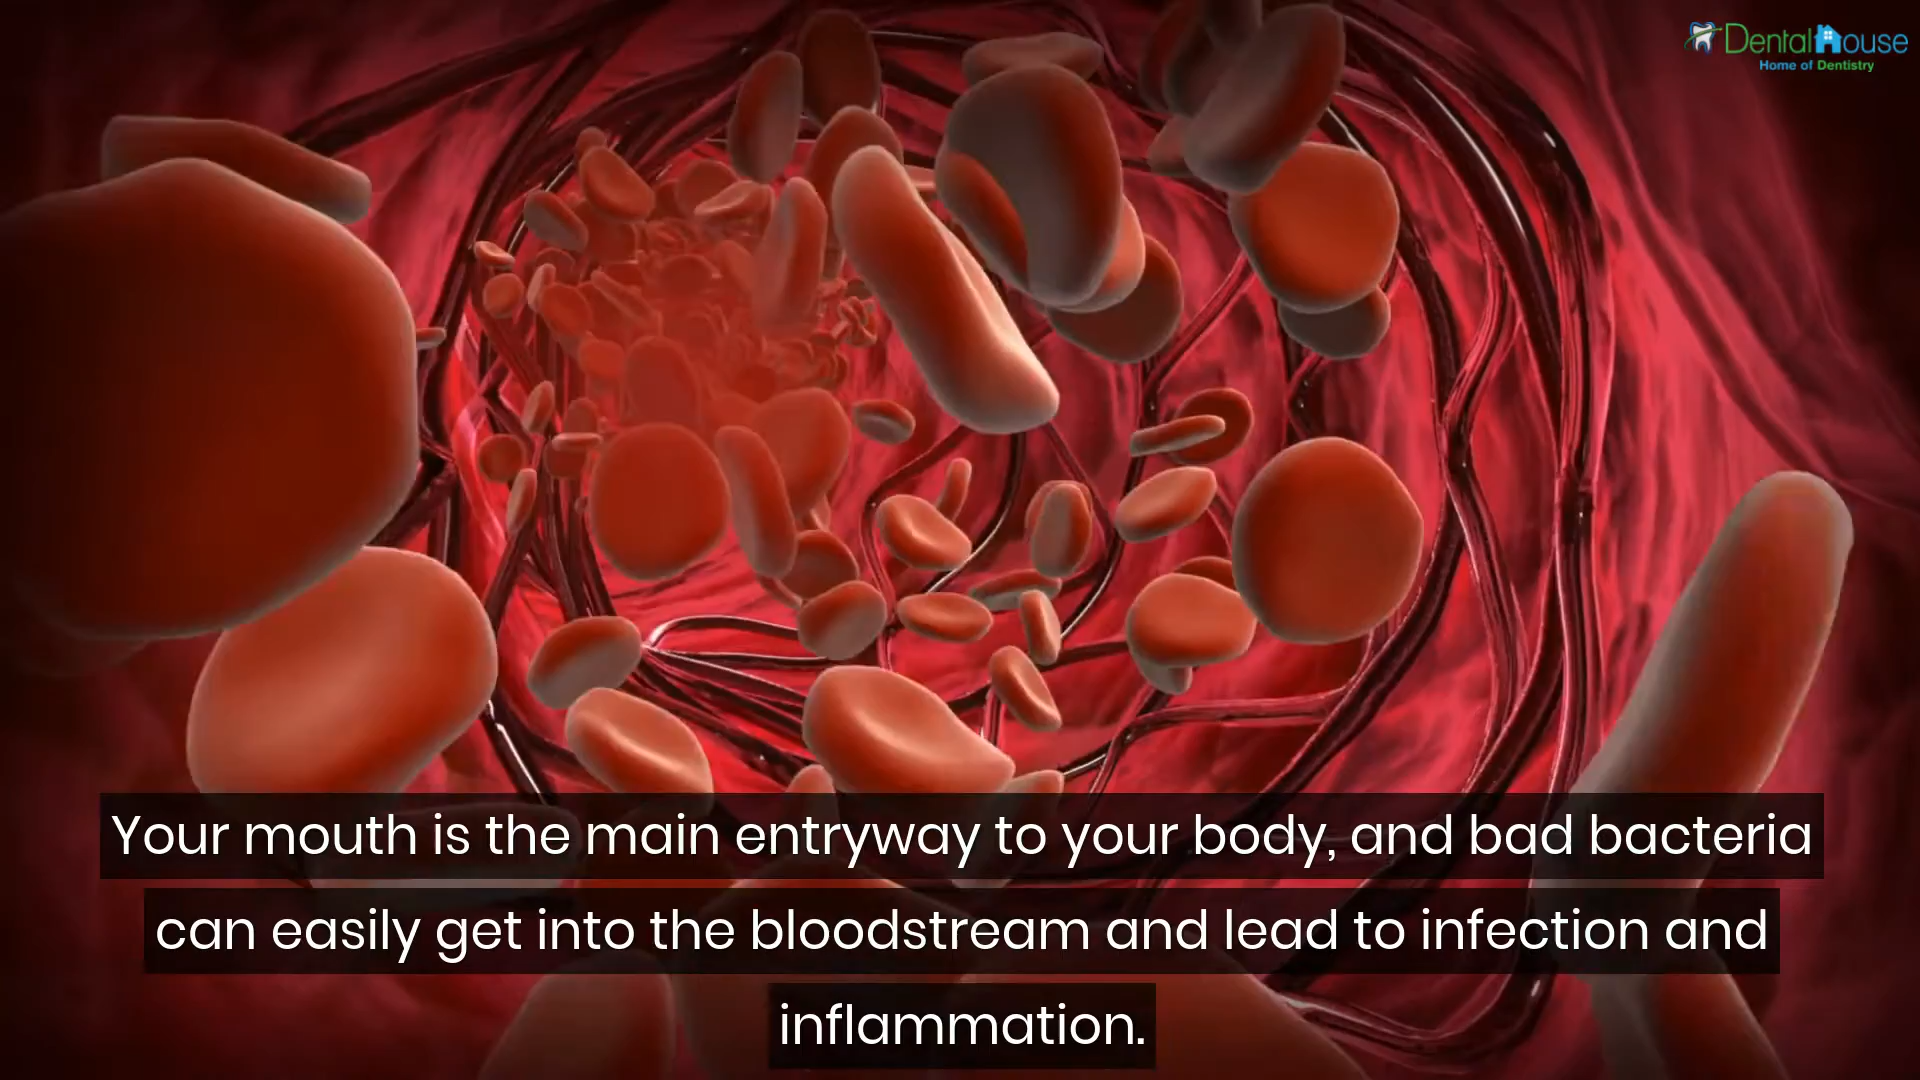 DentalHouse
Home of Dentistry
Your mouth is the main entryway to your body, and bad bacteria
can easily get into the bloodstream and lead to infection and
inflammation.